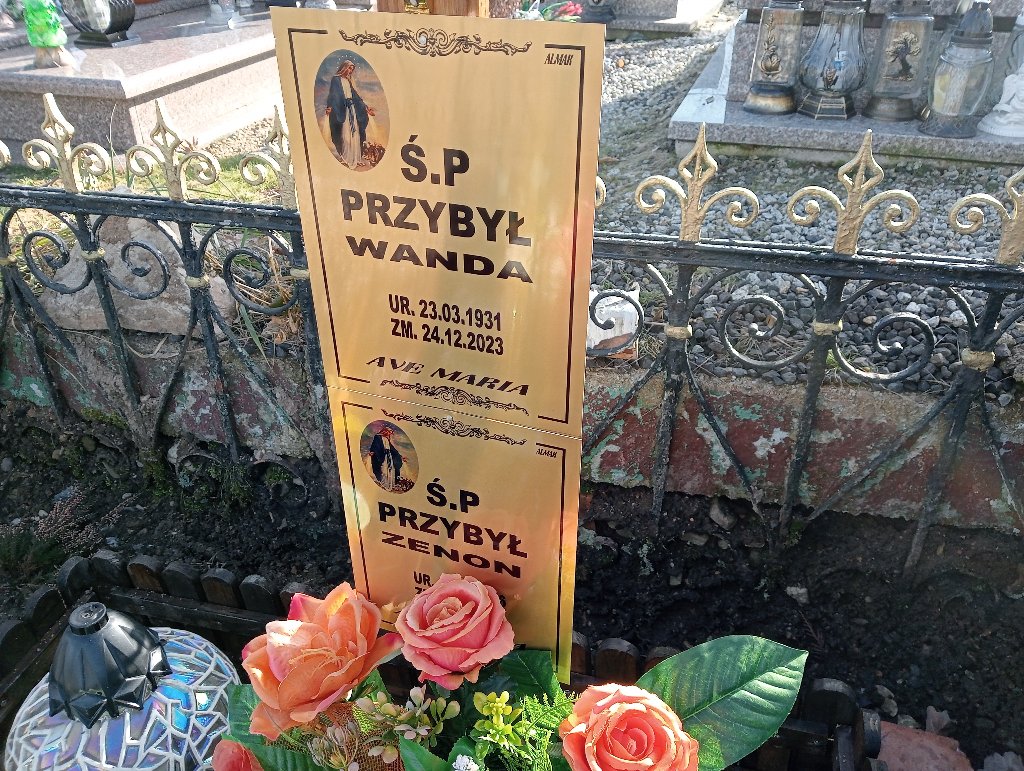 ALMAR
Ś.P
PRZYBYŁ
WANDA
UR. 23.03.1931
ZM. 24.12.2023
AVE MARIA
ALMAR
Ś.P
PRZYBYŁ
ZENON
UR.